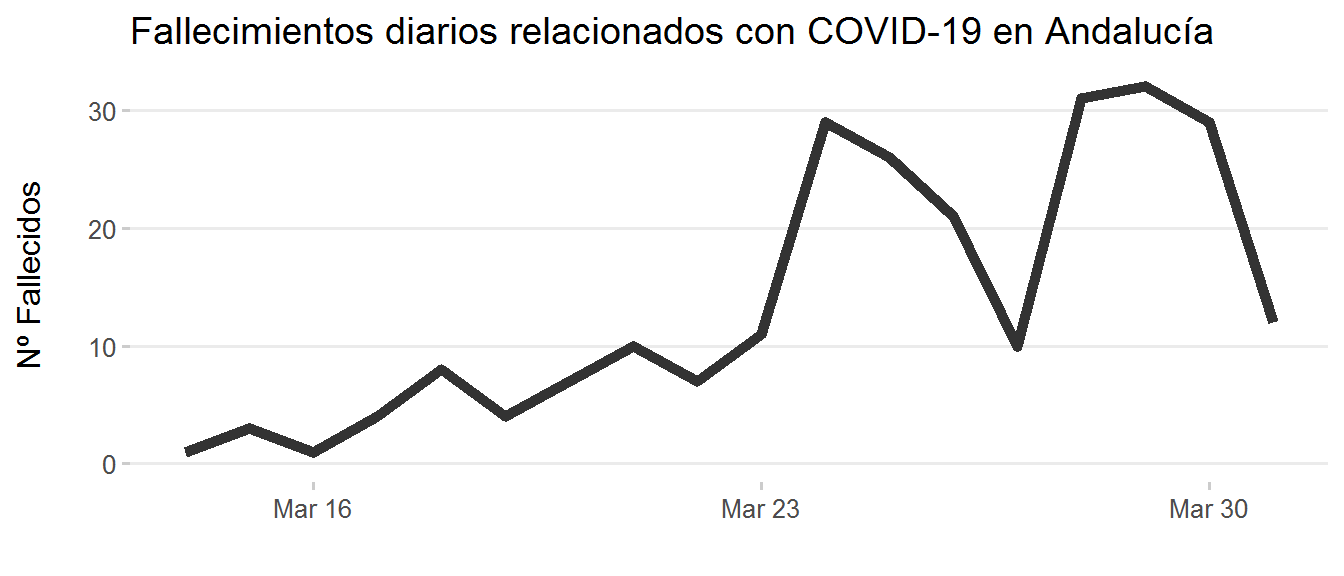 Fallecimientos diarios relacionados con COVID-19 en Andalucía
Nº Fallecidos
30
20
10
0
Mar 16
Mar 23
Mar 30